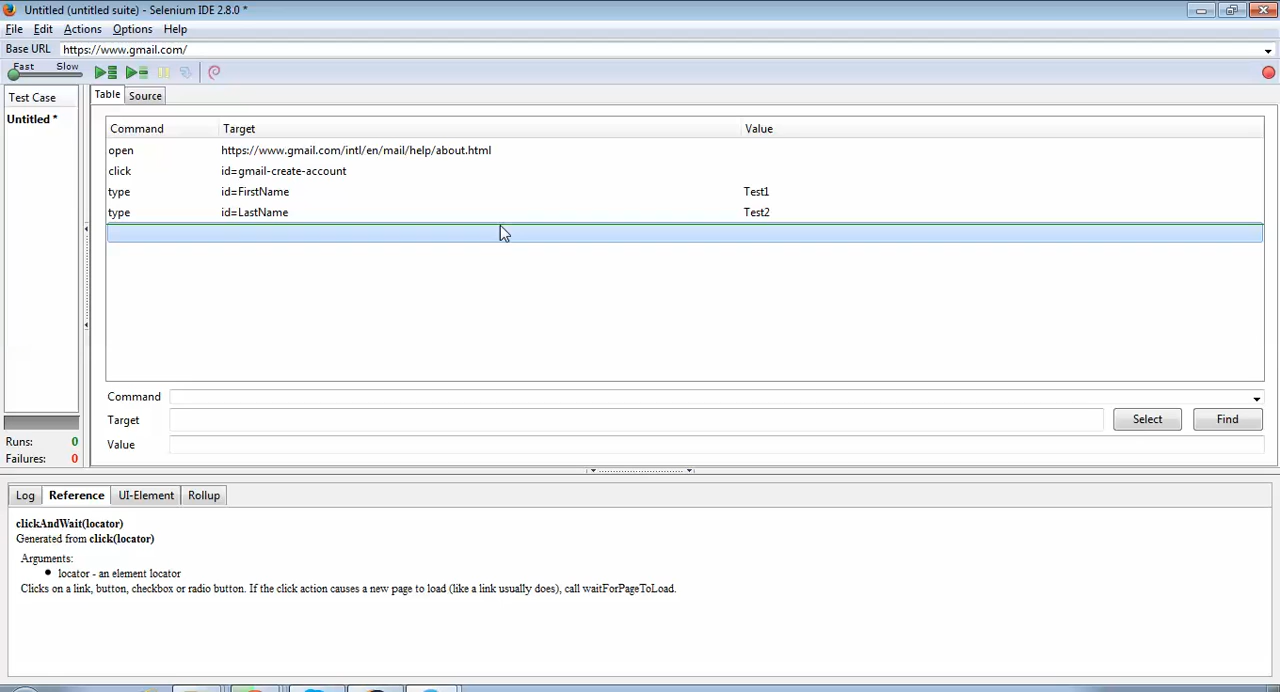 Untitled (untitled suite) - Selenium IDE 2.8.0 *
File Edit Actions Options Help
Base URL https://www.gmail.com/
Fast Slow
Test Case
Untitled *
Table Source
Command Target Value
open https://www.gmail.com/intl/en/mail/help/about.html
click id=gmail-create-account
type id=FirstName Test1
type id=LastName Test2
Command
Target Select Find
Value
Runs: 0
Failures: 0
Log Reference UI-Element Rollup
clickAndWait(locator)
Generated from click(locator)
Arguments:
• locator - an element locator
Clicks on a link, button, checkbox or radio button. If the click action causes a new page to load (like a link usually does), call waitForPageToLoad.